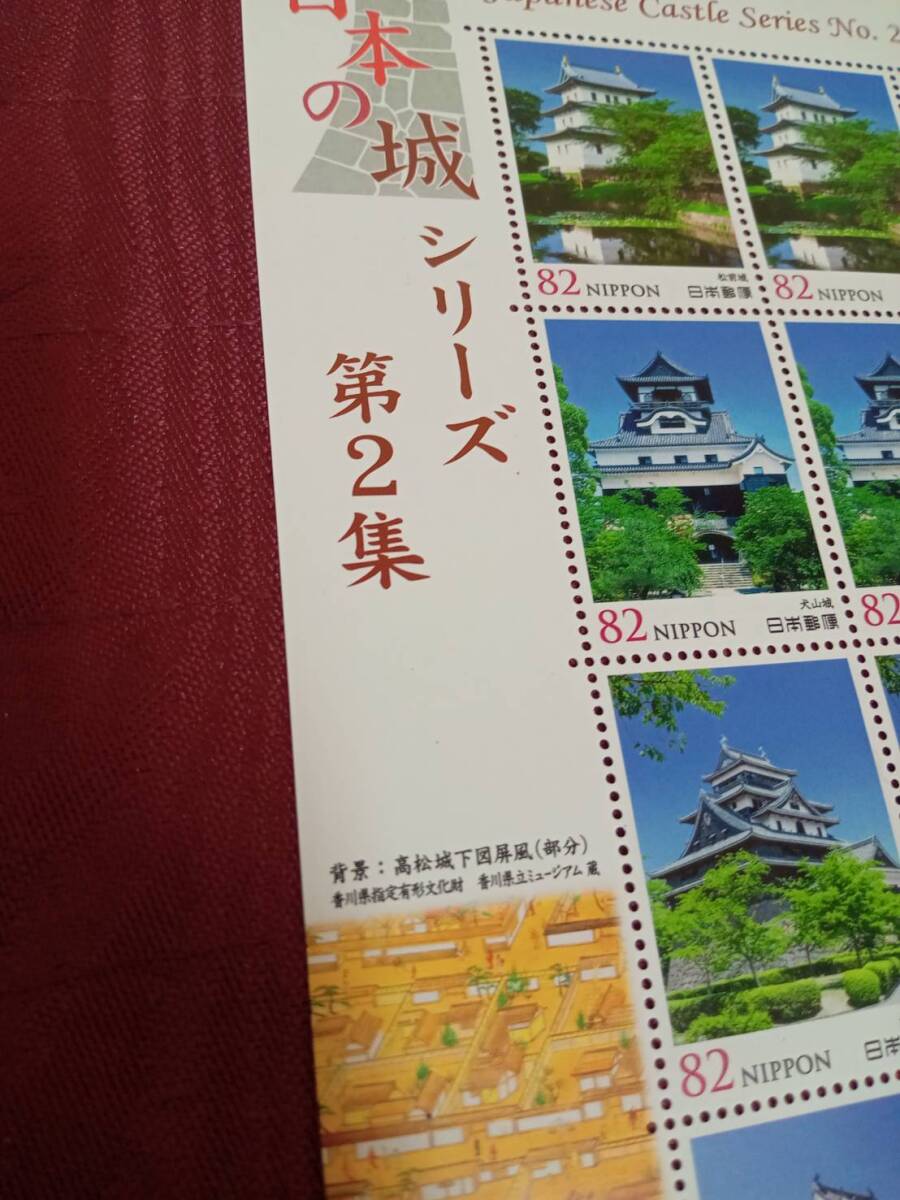 Japanese Castle Series No. 2
日本の城
シリーズ
第2集
82 NIPPON 松前城 日本郵便
82 NIPPON
82 NIPPON 犬山城 日本郵便
82
82 NIPPON 日
背景：高松城下図屏風（部分）
香川県指定有形文化財 香川県立ミュージアム 蔵